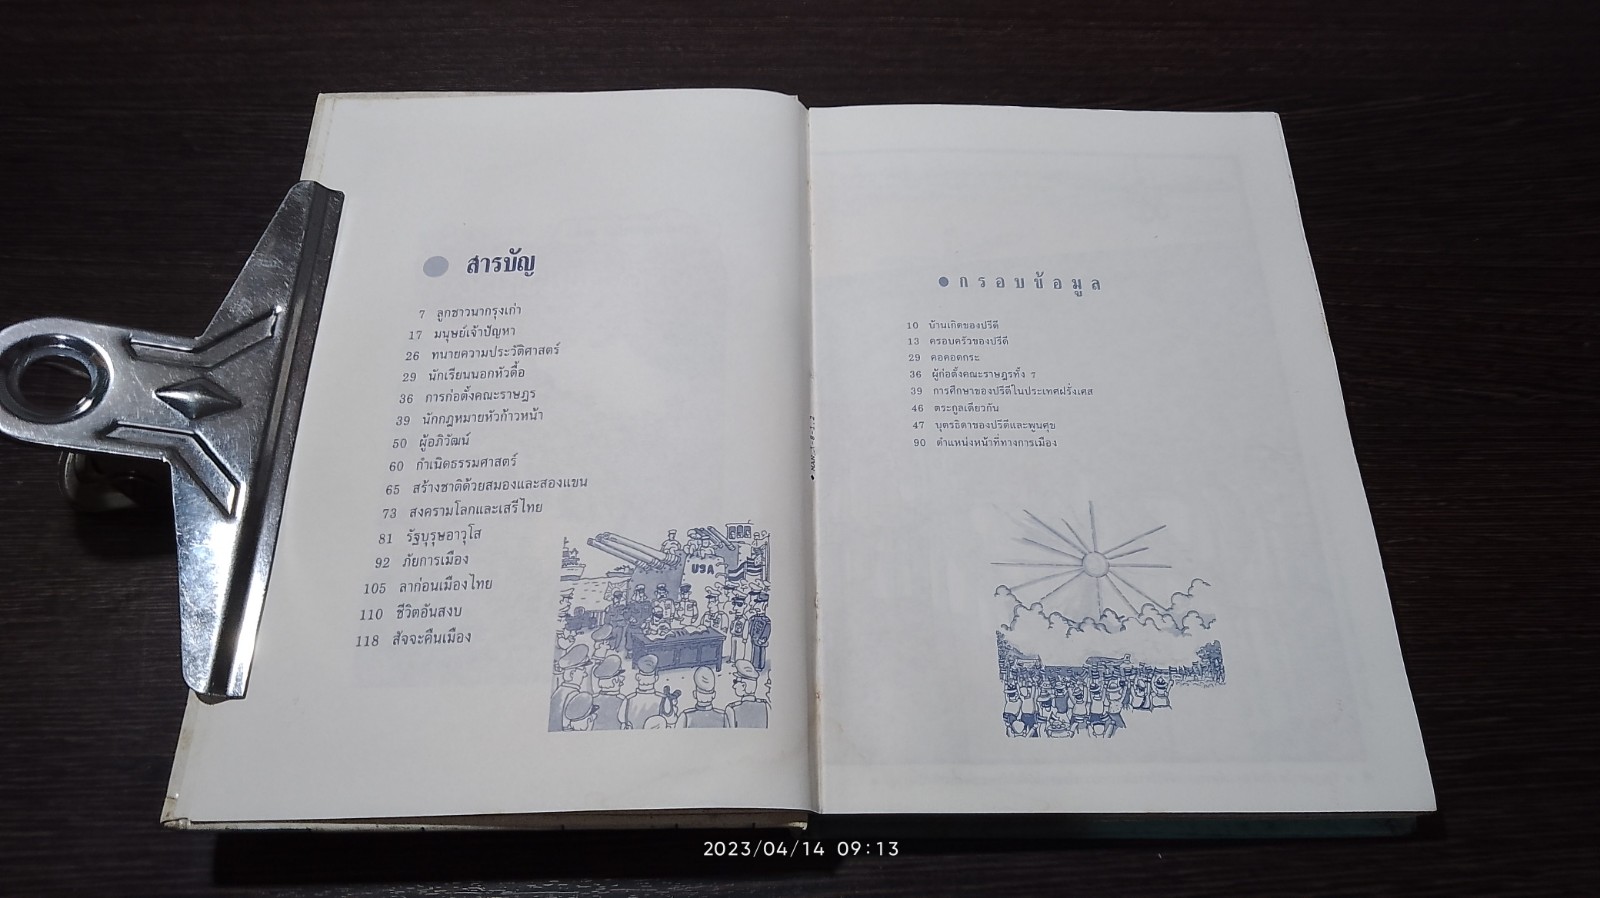 สารบัญ
7 ลูกชาวนากรุงเก่า
17 มนุษย์เจ้าปัญหา
26 ทนายความประวัติศาสตร์
29 นักเรียนนอกหัวดื้อ
36 การก่อตั้งคณะราษฎร
39 นักกฎหมายหัวก้าวหน้า
50 ผู้อภิวัฒน์
60 กำเนิดธรรมศาสตร์
65 สร้างชาติด้วยสมองและสองแขน
73 สงครามโลกและเสรีไทย
81 รัฐบุรุษอาวุโส
92 ภัยการเมือง
105 ลาก่อนเมืองไทย
110 ชีวิตอันสงบ
118 สัจจะคืนเมือง
USA
กรอบข้อมูล
10 บ้านเกิดของปรีดี
13 ครอบครัวของปรีดี
29 คอคอดกระ
36 ผู้ก่อตั้งคณะราษฎรทั้ง ๗
39 การศึกษาของปรีดีในประเทศฝรั่งเศส
46 ตระกูลเดียวกัน
47 บุตรธิดาของปรีดีและพูนศุข
90 ตำแหน่งหน้าที่ทางการเมือง
2023/04/14 09:13